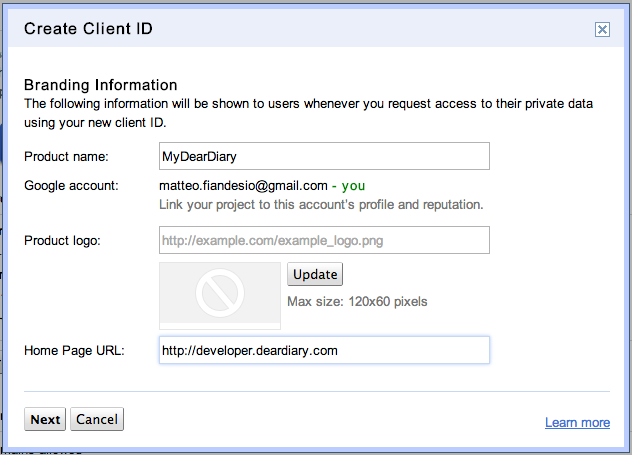 Create Client ID
Branding Information
The following information will be shown to users whenever you request access to their private data
using your new client ID.
Product name: MyDearDiary
Google account: matteo.fiandesio@gmail.com - you
Link your project to this account's profile and reputation.
Product logo: http://example.com/example_logo.png
Update
Max size: 120x60 pixels
Home Page URL: http://developer.deardiary.com
Next Cancel Learn more